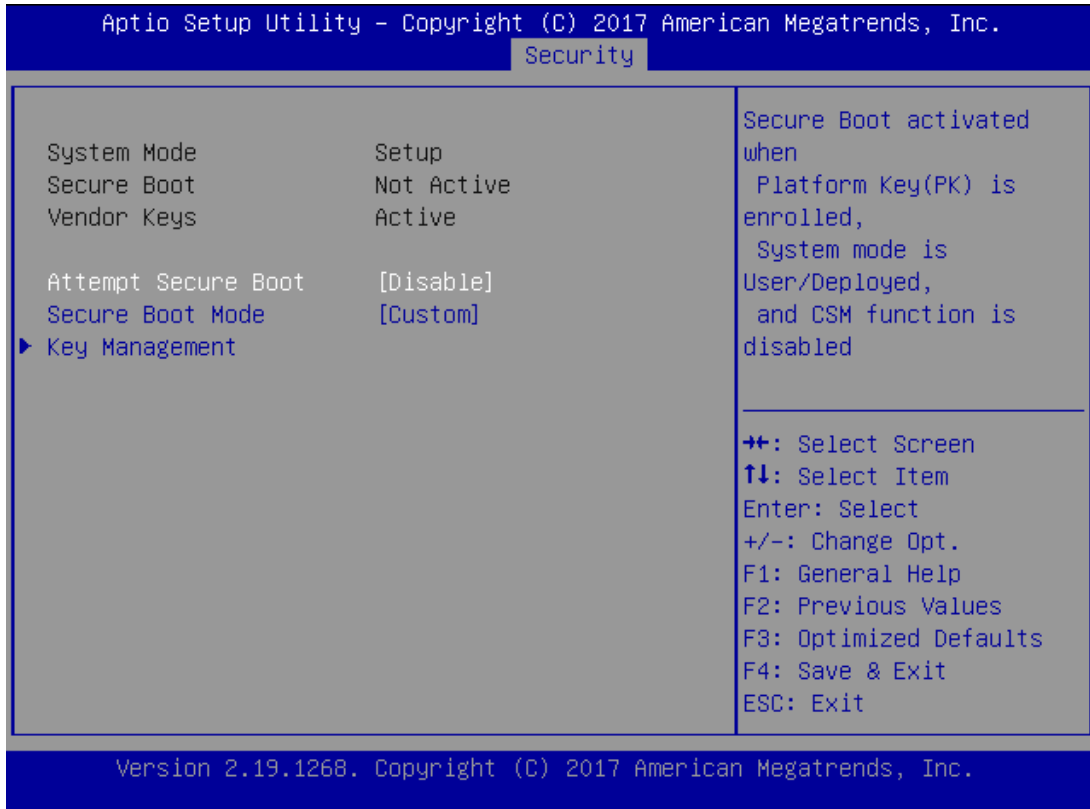 Aptio Setup Utility – Copyright (C) 2017 American Megatrends, Inc.
Security
System Mode Setup
Secure Boot Not Active
Vendor Keys Active
Attempt Secure Boot [Disable]
Secure Boot Mode [Custom]
Key Management
Secure Boot activated
when
Platform Key(PK) is
enrolled,
System mode is
User/Deployed,
and CSM function is
disabled
→←: Select Screen
↑↓: Select Item
Enter: Select
+/-: Change Opt.
F1: General Help
F2: Previous Values
F3: Optimized Defaults
F4: Save & Exit
ESC: Exit
Version 2.19.1268. Copyright (C) 2017 American Megatrends, Inc.